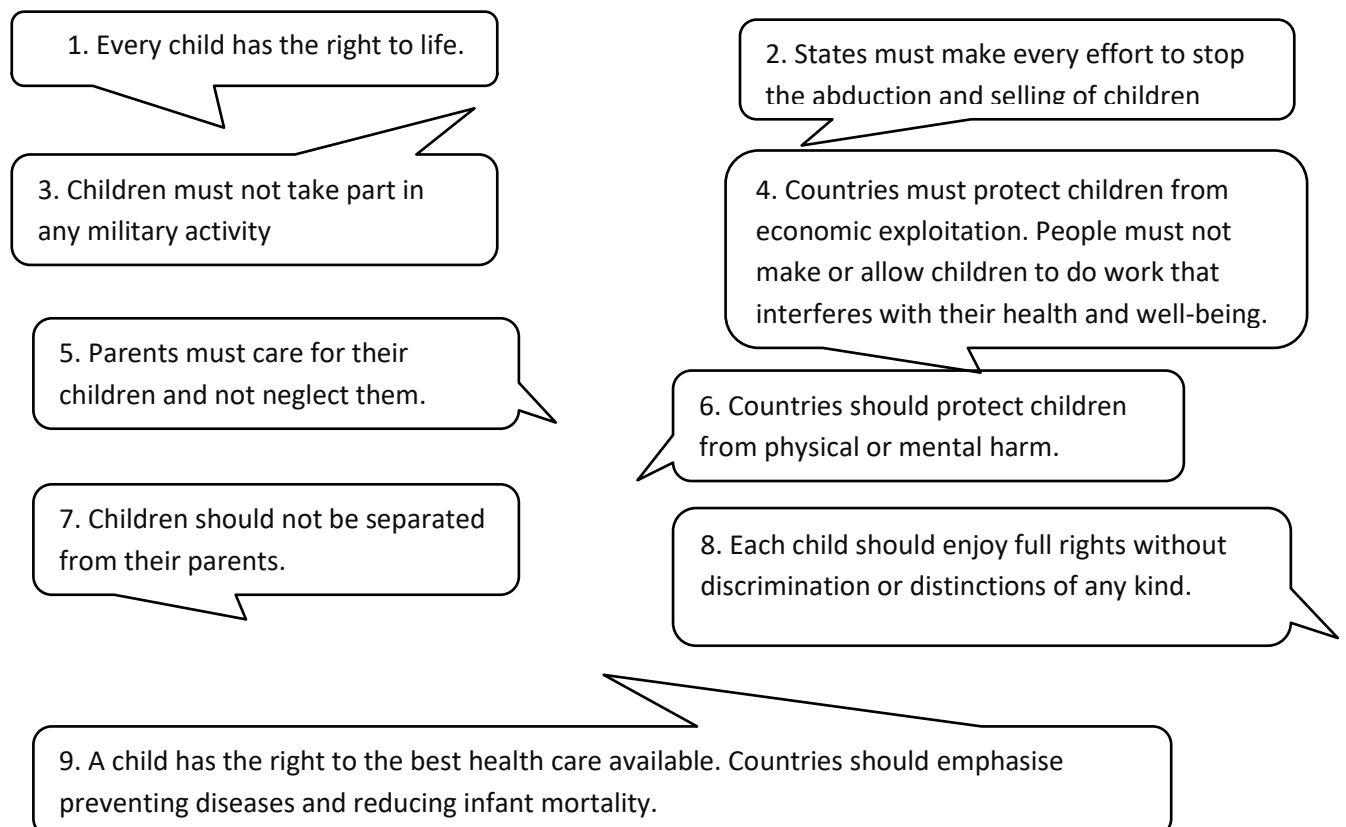 1. Every child has the right to life.
2. States must make every effort to stop
the abduction and selling of children
3. Children must not take part in
any military activity
4. Countries must protect children from
economic exploitation. People must not
make or allow children to do work that
interferes with their health and well-being.
5. Parents must care for their
children and not neglect them.
6. Countries should protect children
from physical or mental harm.
7. Children should not be separated
from their parents.
8. Each child should enjoy full rights without
discrimination or distinctions of any kind.
9. A child has the right to the best health care available. Countries should emphasise
preventing diseases and reducing infant mortality.